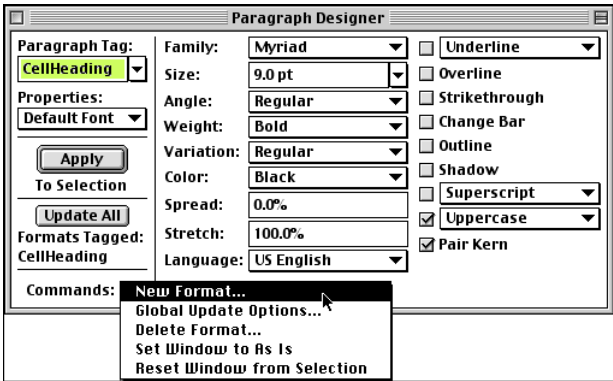 Paragraph Designer
Paragraph Tag:
CellHeading
Properties:
Default Font
Apply
To Selection
Update All
Formats Tagged:
CellHeading
Family: Myriad
Size: 9.0 pt
Angle: Regular
Weight: Bold
Variation: Regular
Color: Black
Spread: 0.0%
Stretch: 100.0%
Language: US English
Underline
Overline
Strikethrough
Change Bar
Outline
Shadow
Superscript
Uppercase
Pair Kern
Commands:
New Format...
Global Update Options...
Delete Format...
Set Window to As Is
Reset Window from Selection